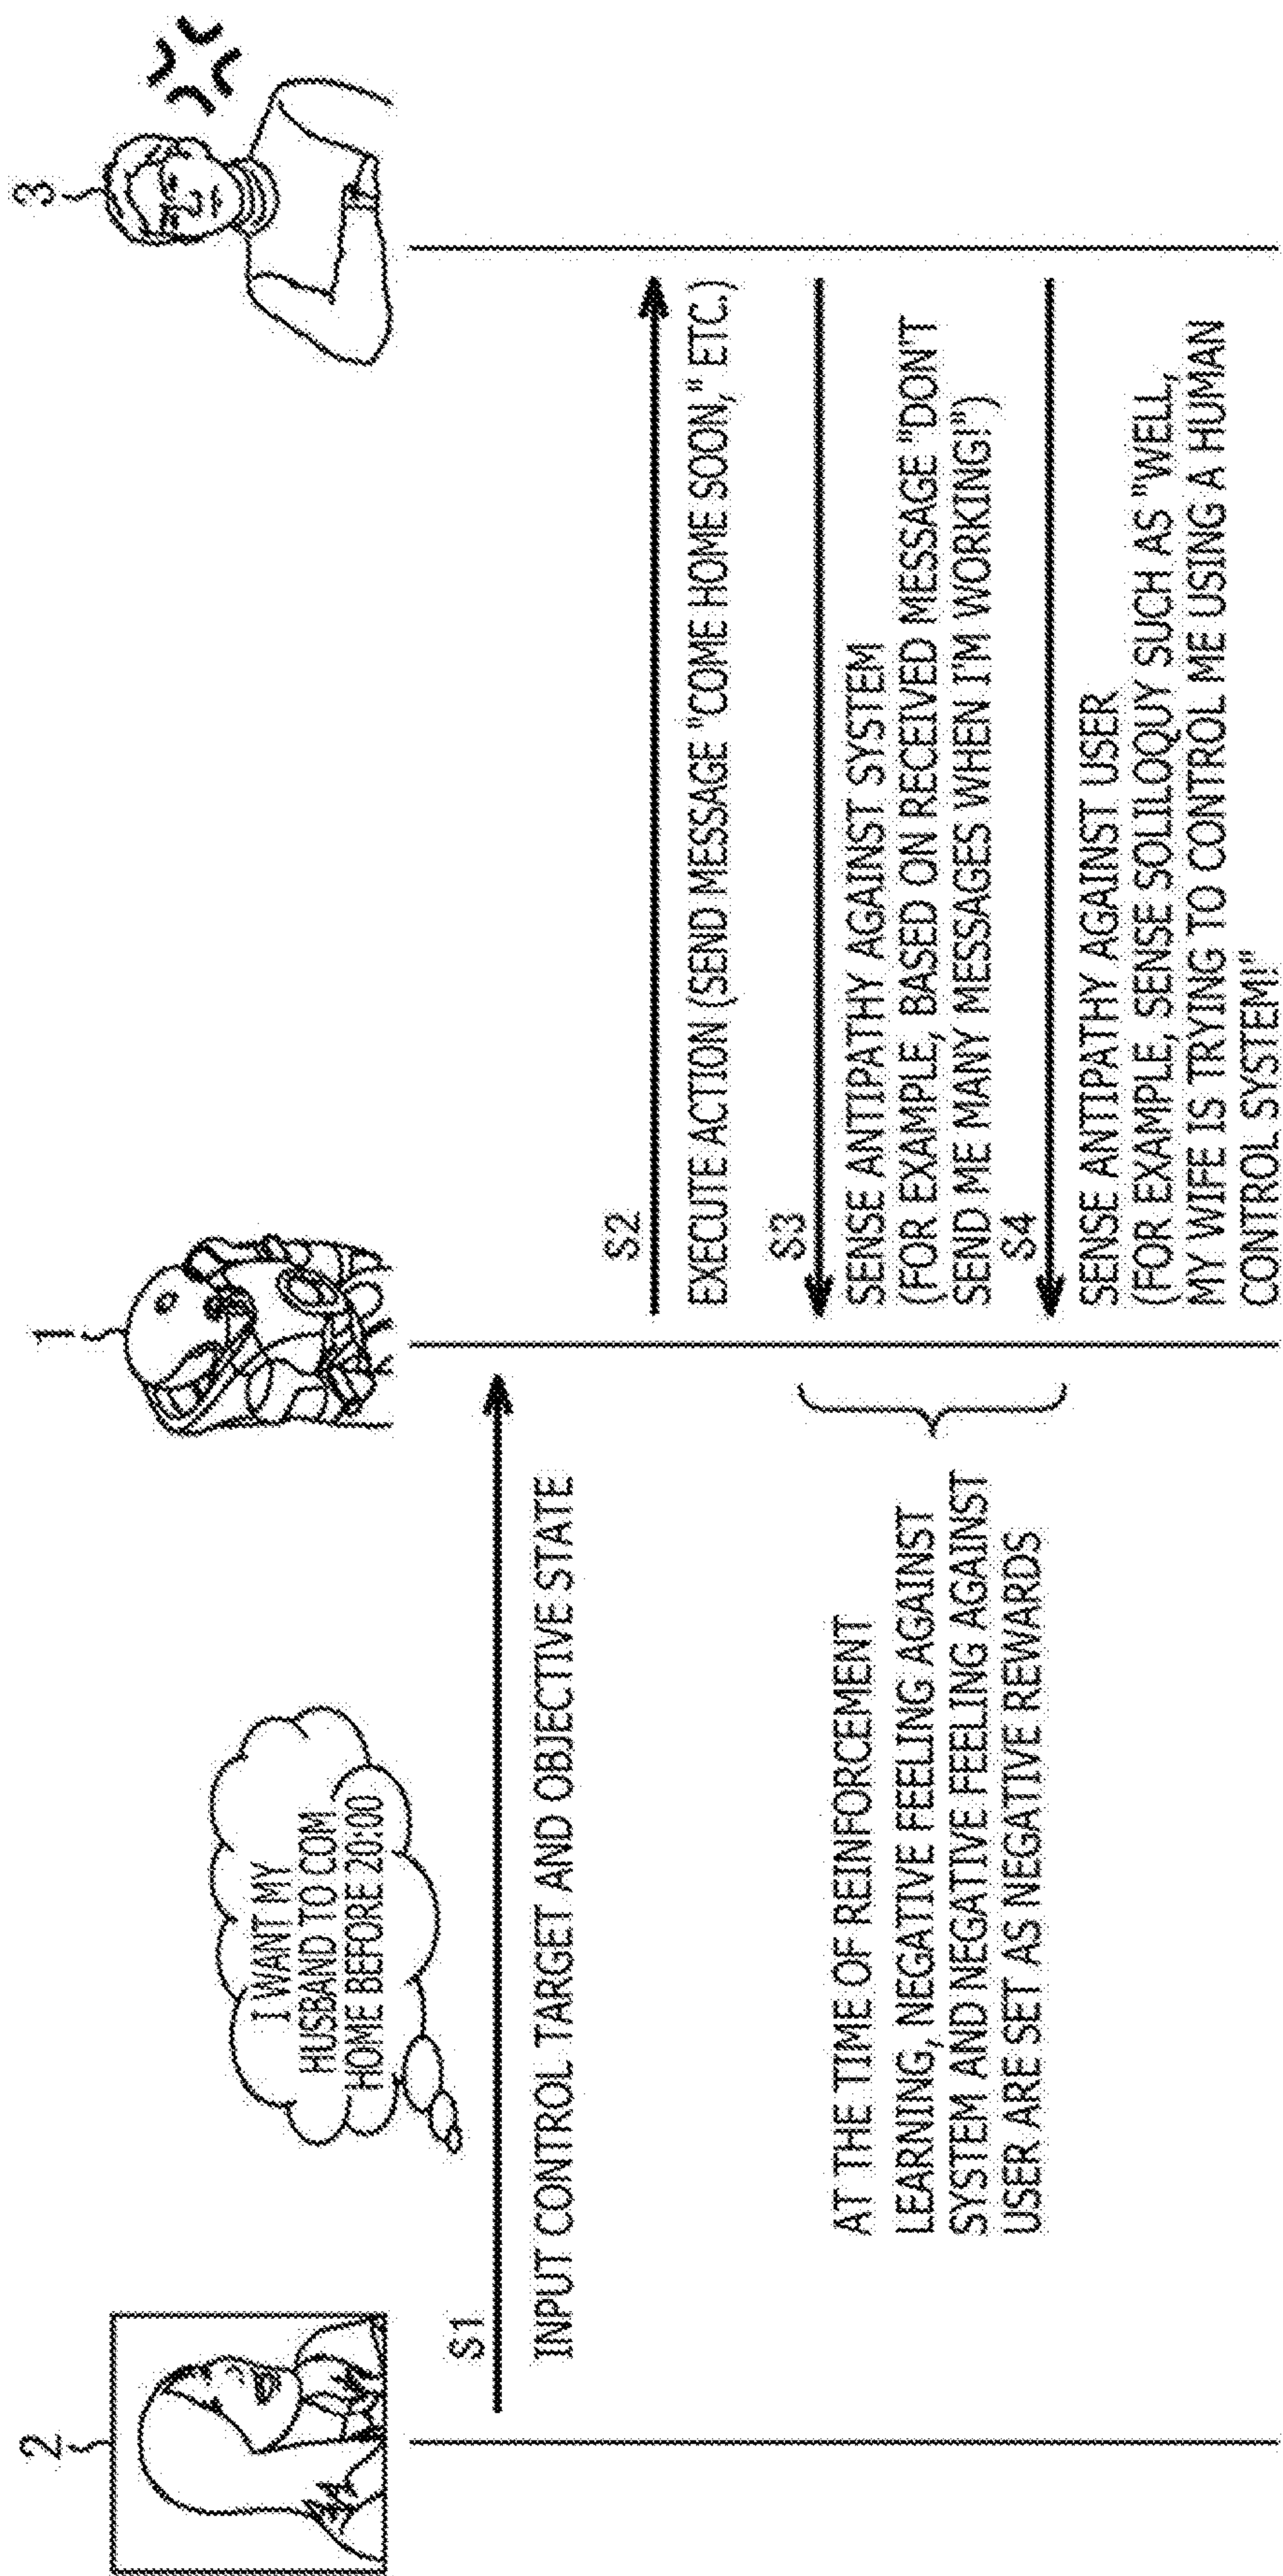 2
1
3
I WANT MY
HUSBAND TO COM
HOME BEFORE 20:00
S1
INPUT CONTROL TARGET AND OBJECTIVE STATE
S2
EXECUTE ACTION (SEND MESSAGE "COME HOME SOON," ETC.)
S3
SENSE ANTIPATHY AGAINST SYSTEM
(FOR EXAMPLE, BASED ON RECEIVED MESSAGE "DON'T
SEND ME MANY MESSAGES WHEN I'M WORKING!")
S4
SENSE ANTIPATHY AGAINST USER
(FOR EXAMPLE, SENSE SOLILOQUY SUCH AS "WELL,
MY WIFE IS TRYING TO CONTROL ME USING A HUMAN
CONTROL SYSTEM!"
AT THE TIME OF REINFORCEMENT
LEARNING, NEGATIVE FEELING AGAINST
SYSTEM AND NEGATIVE FEELING AGAINST
USER ARE SET AS NEGATIVE REWARDS